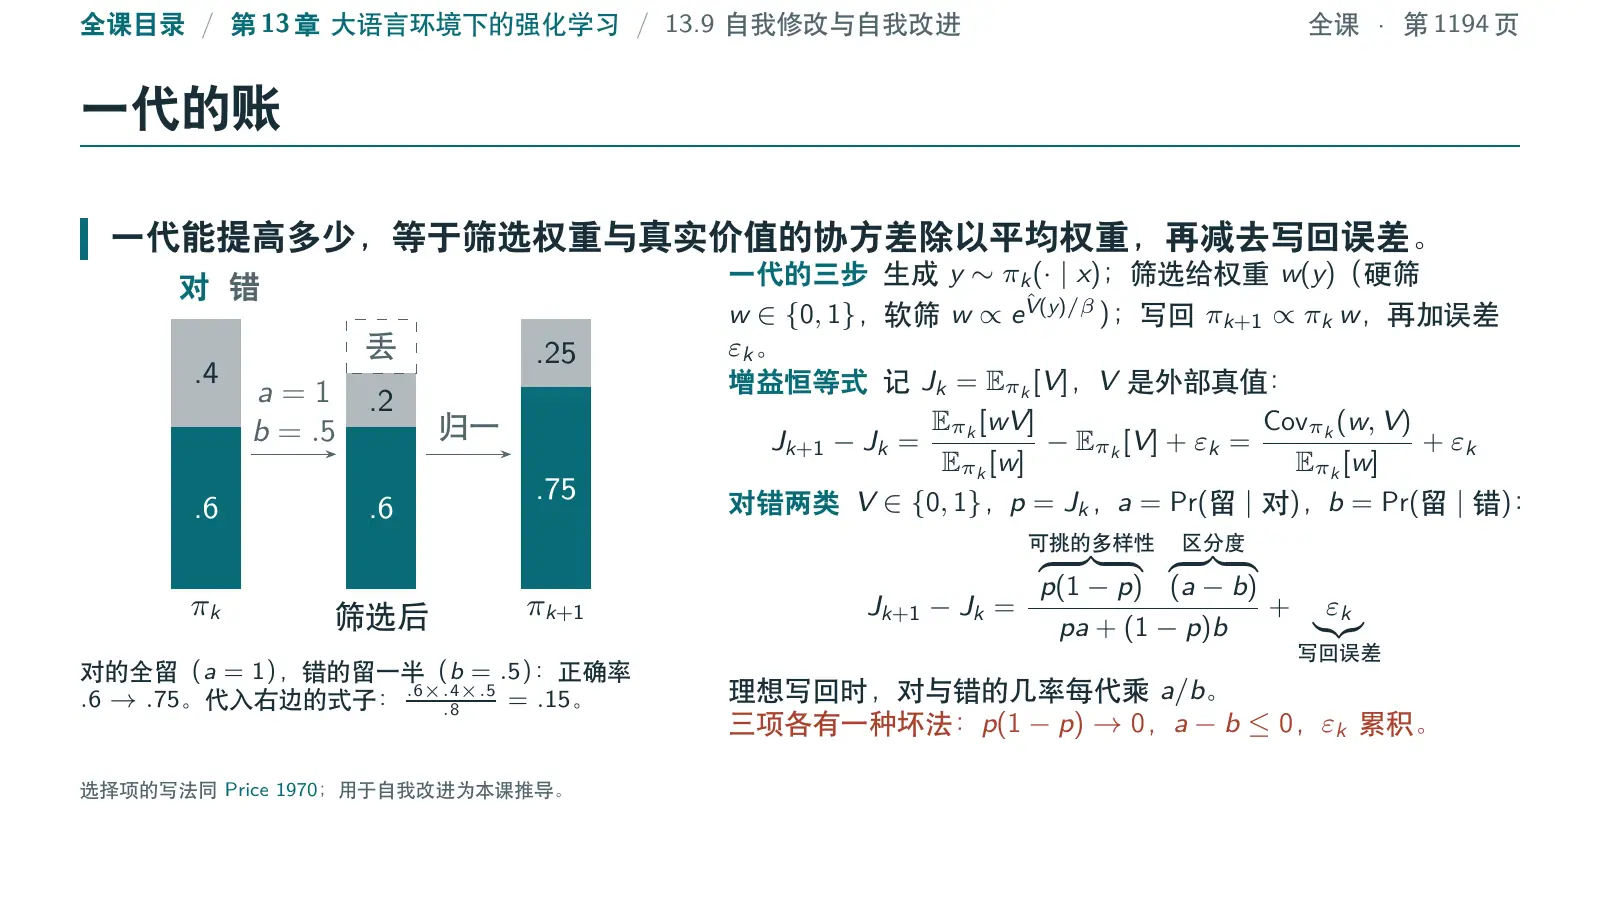 全课目录 / 第13章 大语言环境下的强化学习 / 13.9 自我修改与自我改进
全课 · 第1194页
一代的账
一代能提高多少，等于筛选权重与真实价值的协方差除以平均权重，再减去写回误差。
对 错
.4
.6
π_k
a = 1
b = .5
丢
.2
.6
筛选后
归一
.25
.75
π_{k+1}
对的全留（a = 1），错的留一半（b = .5）：正确率
.6 → .75。代入右边的式子：.6×.4×.5/.8 = .15。
一代的三步 生成 y ∼ π_k(· | x)；筛选给权重 w(y)（硬筛
w ∈ {0, 1}，软筛 w ∝ e^{V̂(y)/β}）；写回 π_{k+1} ∝ π_k w，再加误差
ε_k。
增益恒等式 记 J_k = 𝔼_{π_k}[V]，V 是外部真值：
J_{k+1} − J_k = 𝔼_{π_k}[wV] / 𝔼_{π_k}[w] − 𝔼_{π_k}[V] + ε_k = Cov_{π_k}(w, V) / 𝔼_{π_k}[w] + ε_k
对错两类 V ∈ {0, 1}，p = J_k，a = Pr(留 | 对)，b = Pr(留 | 错)：
可挑的多样性 区分度
J_{k+1} − J_k = p(1 − p) (a − b) / (pa + (1 − p)b) + ε_k
写回误差
理想写回时，对与错的几率每代乘 a/b。
三项各有一种坏法：p(1 − p) → 0，a − b ≤ 0，ε_k 累积。
选择项的写法同 Price 1970；用于自我改进为本课推导。